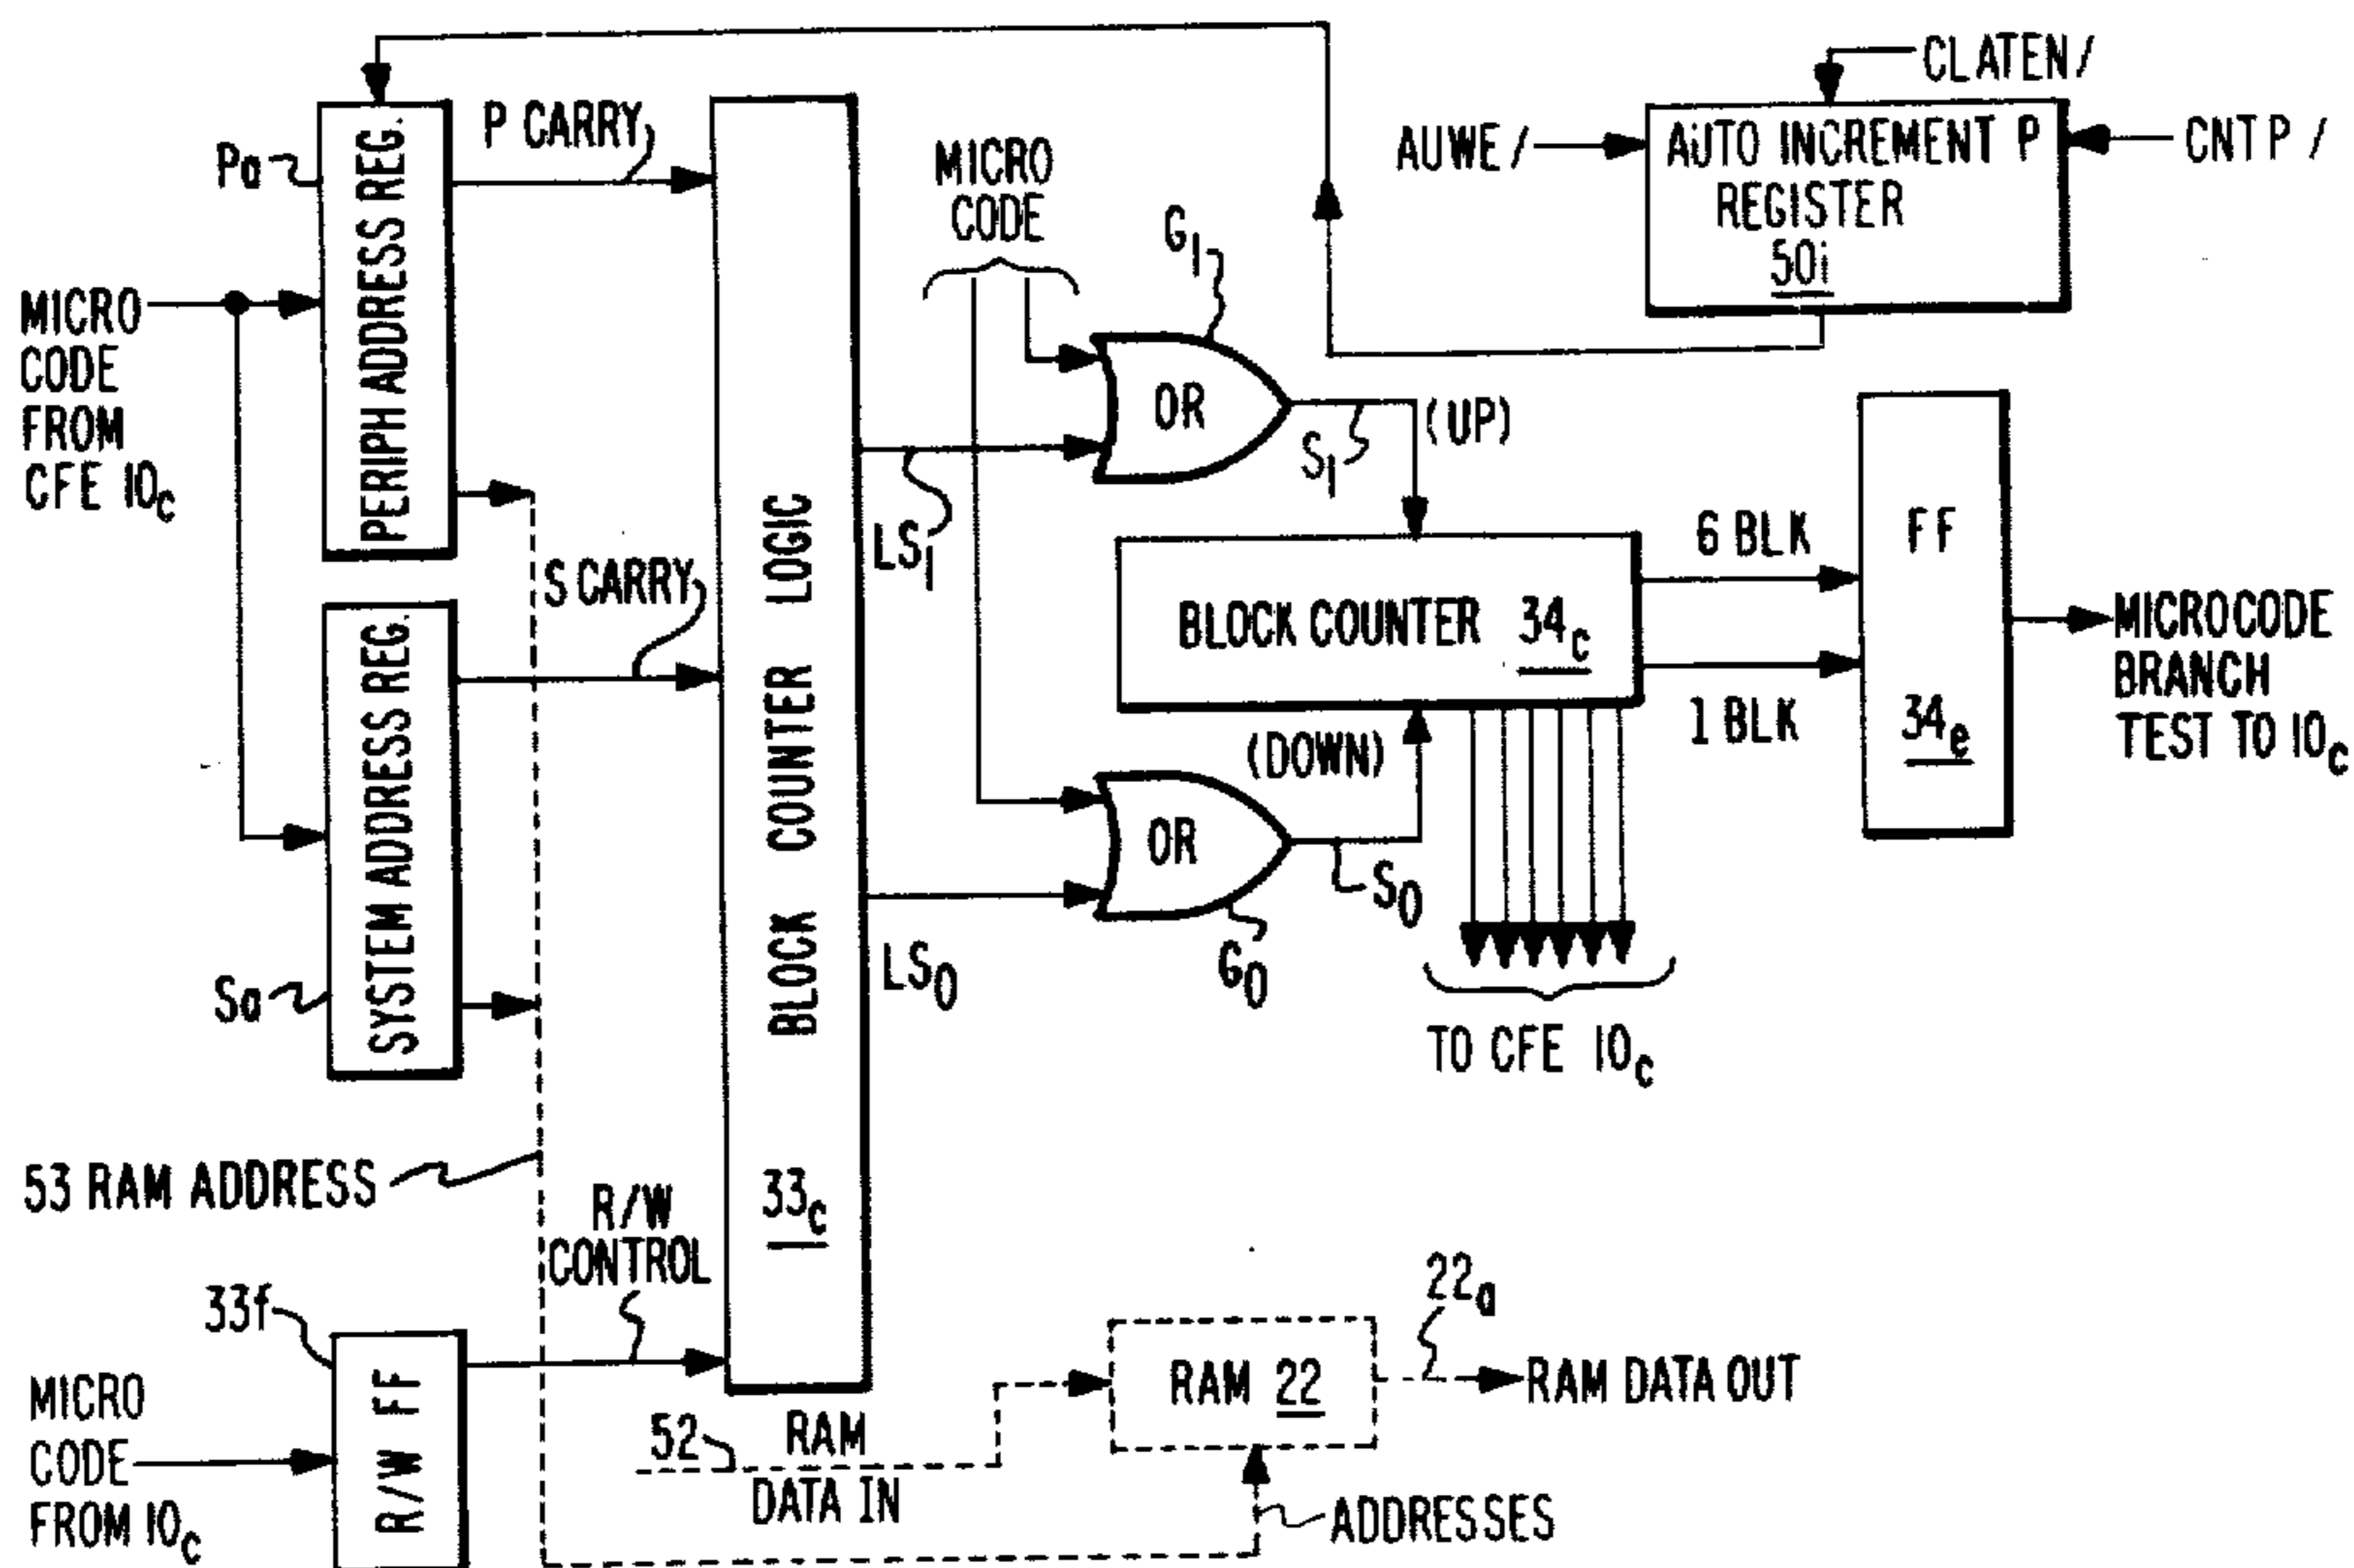 CLATEN/
AUWE/
AUTO INCREMENT P
REGISTER
50i
CNTP/
Pa
PERIPH ADDRESS REG.
P CARRY
MICRO
CODE
G1
MICRO
CODE
FROM
CFE 10c
OR
S1
(UP)
LS1
BLOCK COUNTER LOGIC
33c
S CARRY
SYSTEM ADDRESS REG.
Sa
BLOCK COUNTER 34c
6 BLK
1 BLK
FF
34e
MICROCODE
BRANCH
TEST TO 10c
(DOWN)
OR
S0
G0
LS0
TO CFE 10c
53 RAM ADDRESS
R/W
CONTROL
33f
R/W FF
MICRO
CODE
FROM 10c
52
RAM
DATA IN
RAM 22
22a
RAM DATA OUT
ADDRESSES